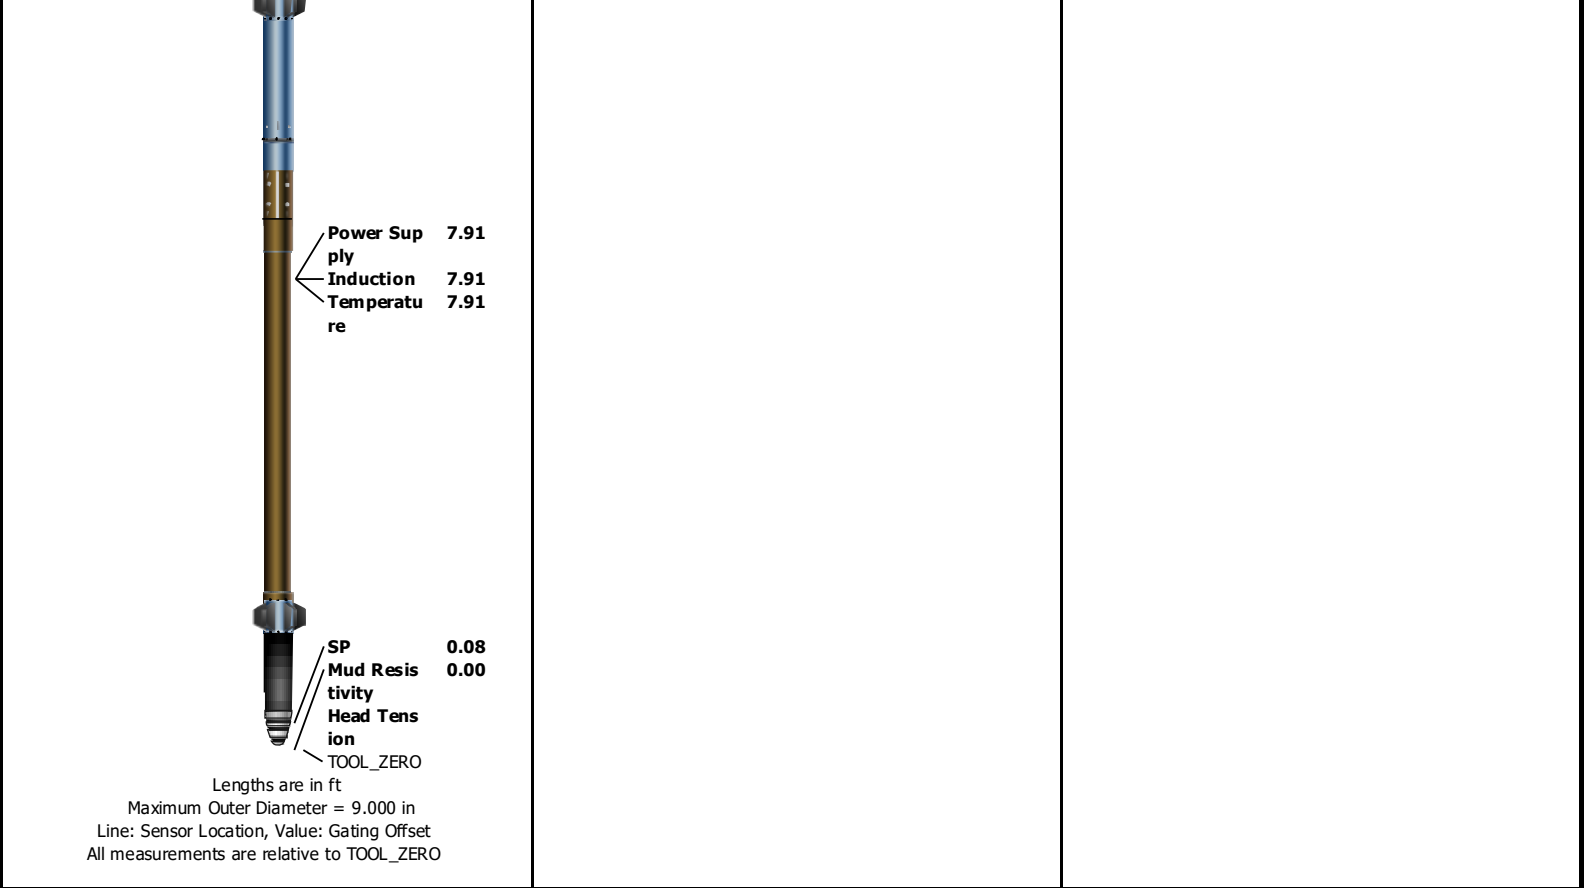 Power Sup 7.91
ply
Induction 7.91
Temperatu 7.91
re
SP 0.08
Mud Resis 0.00
tivity
Head Tens
ion
TOOL_ZERO
Lengths are in ft
Maximum Outer Diameter = 9.000 in
Line: Sensor Location, Value: Gating Offset
All measurements are relative to TOOL_ZERO